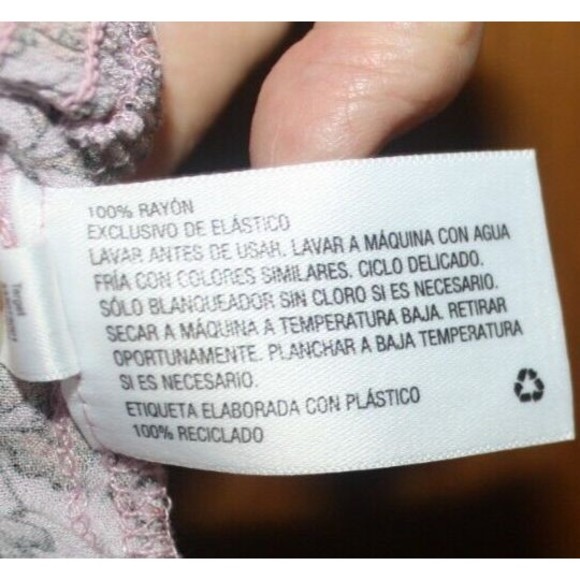 100% RAYÓN
EXCLUSIVO DE ELÁSTICO
LAVAR ANTES DE USAR. LAVAR A MÁQUINA CON AGUA
FRÍA CON COLORES SIMILARES. CICLO DELICADO.
SÓLO BLANQUEADOR SIN CLORO SI ES NECESARIO.
SECAR A MÁQUINA A TEMPERATURA BAJA. RETIRAR
OPORTUNAMENTE. PLANCHAR A BAJA TEMPERATURA
SI ES NECESARIO.
ETIQUETA ELABORADA CON PLÁSTICO
100% RECICLADO
Target